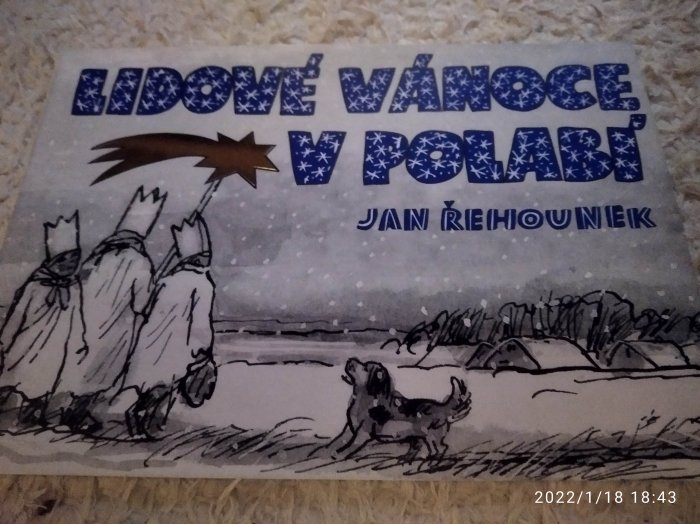 LIDOVÉ VÁNOCE
V POLABÍ
JAN ŘEHOUNEK
2022/1/18 18:43